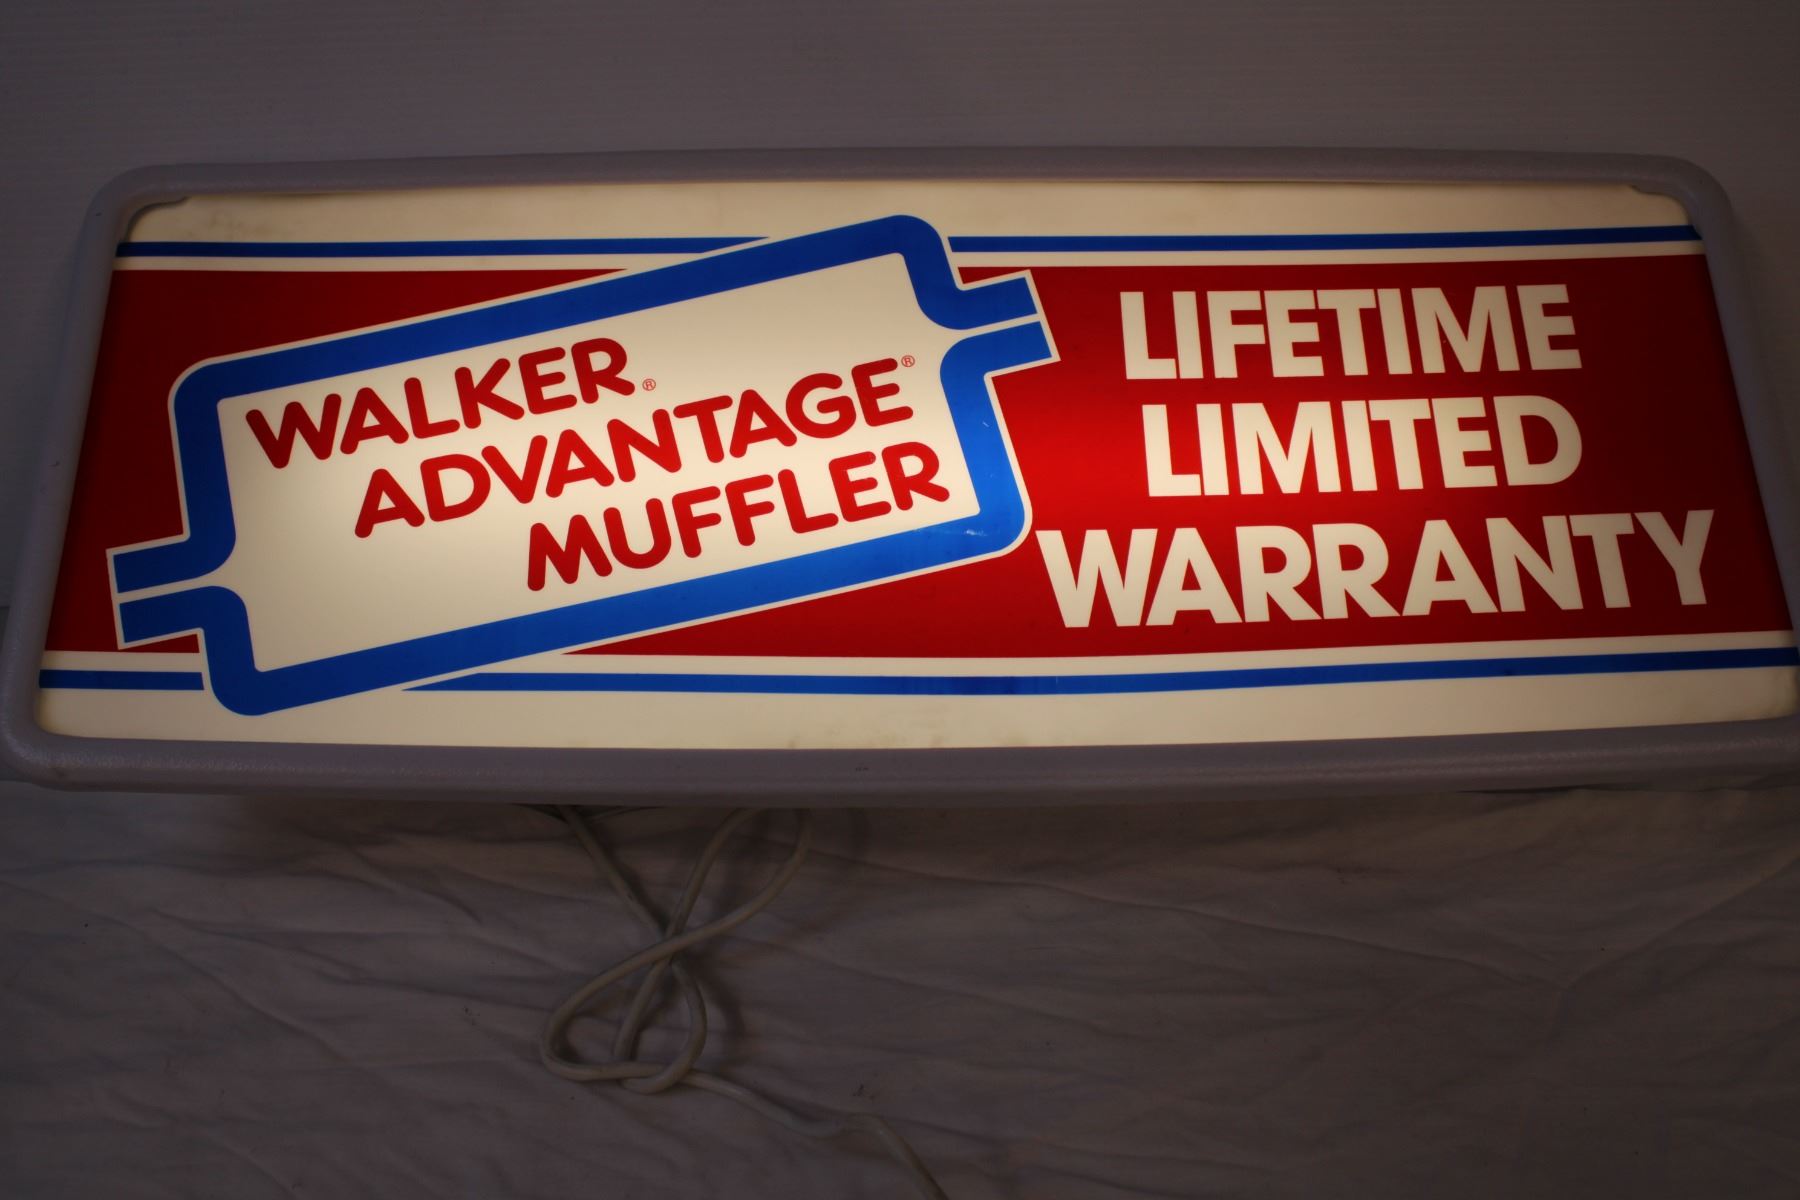 WALKER®
ADVANTAGE®
MUFFLER
LIFETIME
LIMITED
WARRANTY